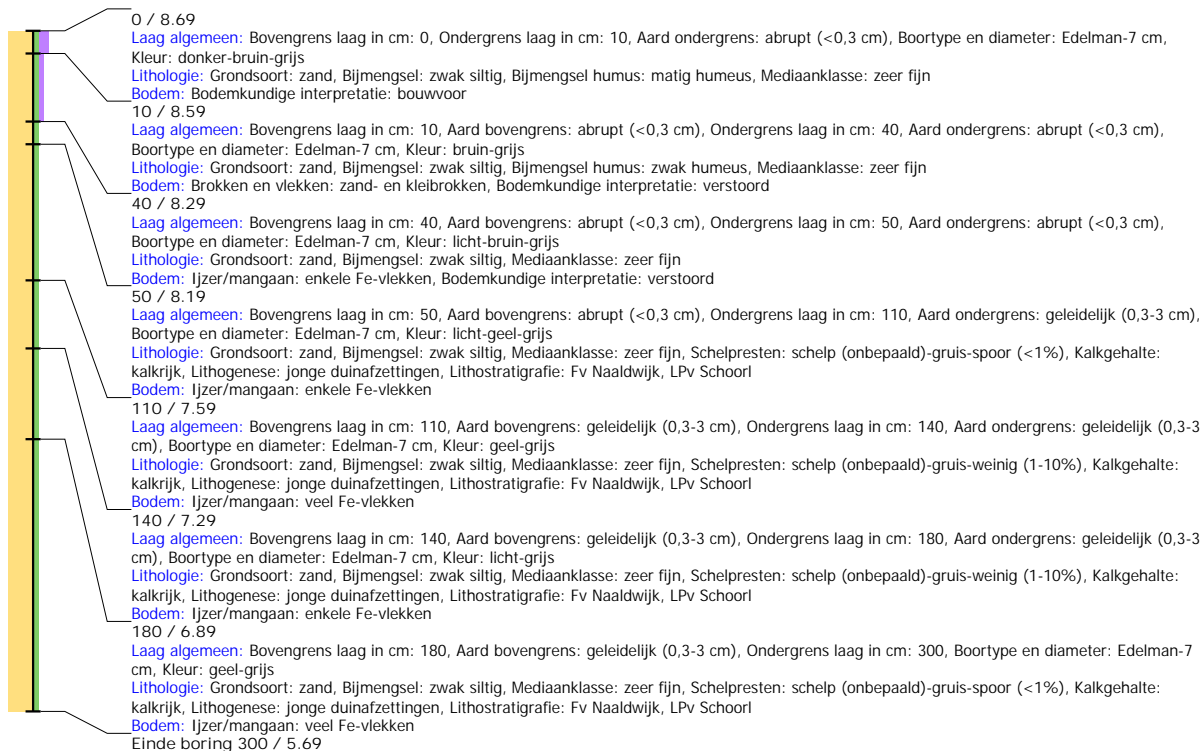 0 / 8.69
Laag algemeen: Bovengrens laag in cm: 0, Ondergrens laag in cm: 10, Aard ondergrens: abrupt (<0,3 cm), Boortype en diameter: Edelman-7 cm,
Kleur: donker-bruin-grijs
Lithologie: Grondsoort: zand, Bijmengsel: zwak siltig, Bijmengsel humus: matig humeus, Mediaanklasse: zeer fijn
Bodem: Bodemkundige interpretatie: bouwvoor
10 / 8.59
Laag algemeen: Bovengrens laag in cm: 10, Aard bovengrens: abrupt (<0,3 cm), Ondergrens laag in cm: 40, Aard ondergrens: abrupt (<0,3 cm),
Boortype en diameter: Edelman-7 cm, Kleur: bruin-grijs
Lithologie: Grondsoort: zand, Bijmengsel: zwak siltig, Bijmengsel humus: zwak humeus, Mediaanklasse: zeer fijn
Bodem: Brokken en vlekken: zand- en kleibrokken, Bodemkundige interpretatie: verstoord
40 / 8.29
Laag algemeen: Bovengrens laag in cm: 40, Aard bovengrens: abrupt (<0,3 cm), Ondergrens laag in cm: 50, Aard ondergrens: abrupt (<0,3 cm),
Boortype en diameter: Edelman-7 cm, Kleur: licht-bruin-grijs
Lithologie: Grondsoort: zand, Bijmengsel: zwak siltig, Mediaanklasse: zeer fijn
Bodem: Ijzer/mangaan: enkele Fe-vlekken, Bodemkundige interpretatie: verstoord
50 / 8.19
Laag algemeen: Bovengrens laag in cm: 50, Aard bovengrens: abrupt (<0,3 cm), Ondergrens laag in cm: 110, Aard ondergrens: geleidelijk (0,3-3 cm),
Boortype en diameter: Edelman-7 cm, Kleur: licht-geel-grijs
Lithologie: Grondsoort: zand, Bijmengsel: zwak siltig, Mediaanklasse: zeer fijn, Schelpresten: schelp (onbepaald)-gruis-spoor (<1%), Kalkgehalte:
kalkrijk, Lithogenese: jonge duinafzettingen, Lithostratigrafie: Fv Naaldwijk, LPv Schoorl
Bodem: Ijzer/mangaan: enkele Fe-vlekken
110 / 7.59
Laag algemeen: Bovengrens laag in cm: 110, Aard bovengrens: geleidelijk (0,3-3 cm), Ondergrens laag in cm: 140, Aard ondergrens: geleidelijk (0,3-3
cm), Boortype en diameter: Edelman-7 cm, Kleur: geel-grijs
Lithologie: Grondsoort: zand, Bijmengsel: zwak siltig, Mediaanklasse: zeer fijn, Schelpresten: schelp (onbepaald)-gruis-weinig (1-10%), Kalkgehalte:
kalkrijk, Lithogenese: jonge duinafzettingen, Lithostratigrafie: Fv Naaldwijk, LPv Schoorl
Bodem: Ijzer/mangaan: veel Fe-vlekken
140 / 7.29
Laag algemeen: Bovengrens laag in cm: 140, Aard bovengrens: geleidelijk (0,3-3 cm), Ondergrens laag in cm: 180, Aard ondergrens: geleidelijk (0,3-3
cm), Boortype en diameter: Edelman-7 cm, Kleur: licht-grijs
Lithologie: Grondsoort: zand, Bijmengsel: zwak siltig, Mediaanklasse: zeer fijn, Schelpresten: schelp (onbepaald)-gruis-weinig (1-10%), Kalkgehalte:
kalkrijk, Lithogenese: jonge duinafzettingen, Lithostratigrafie: Fv Naaldwijk, LPv Schoorl
Bodem: Ijzer/mangaan: enkele Fe-vlekken
180 / 6.89
Laag algemeen: Bovengrens laag in cm: 180, Aard bovengrens: geleidelijk (0,3-3 cm), Ondergrens laag in cm: 300, Boortype en diameter: Edelman-7
cm, Kleur: geel-grijs
Lithologie: Grondsoort: zand, Bijmengsel: zwak siltig, Mediaanklasse: zeer fijn, Schelpresten: schelp (onbepaald)-gruis-spoor (<1%), Kalkgehalte:
kalkrijk, Lithogenese: jonge duinafzettingen, Lithostratigrafie: Fv Naaldwijk, LPv Schoorl
Bodem: Ijzer/mangaan: veel Fe-vlekken
Einde boring 300 / 5.69